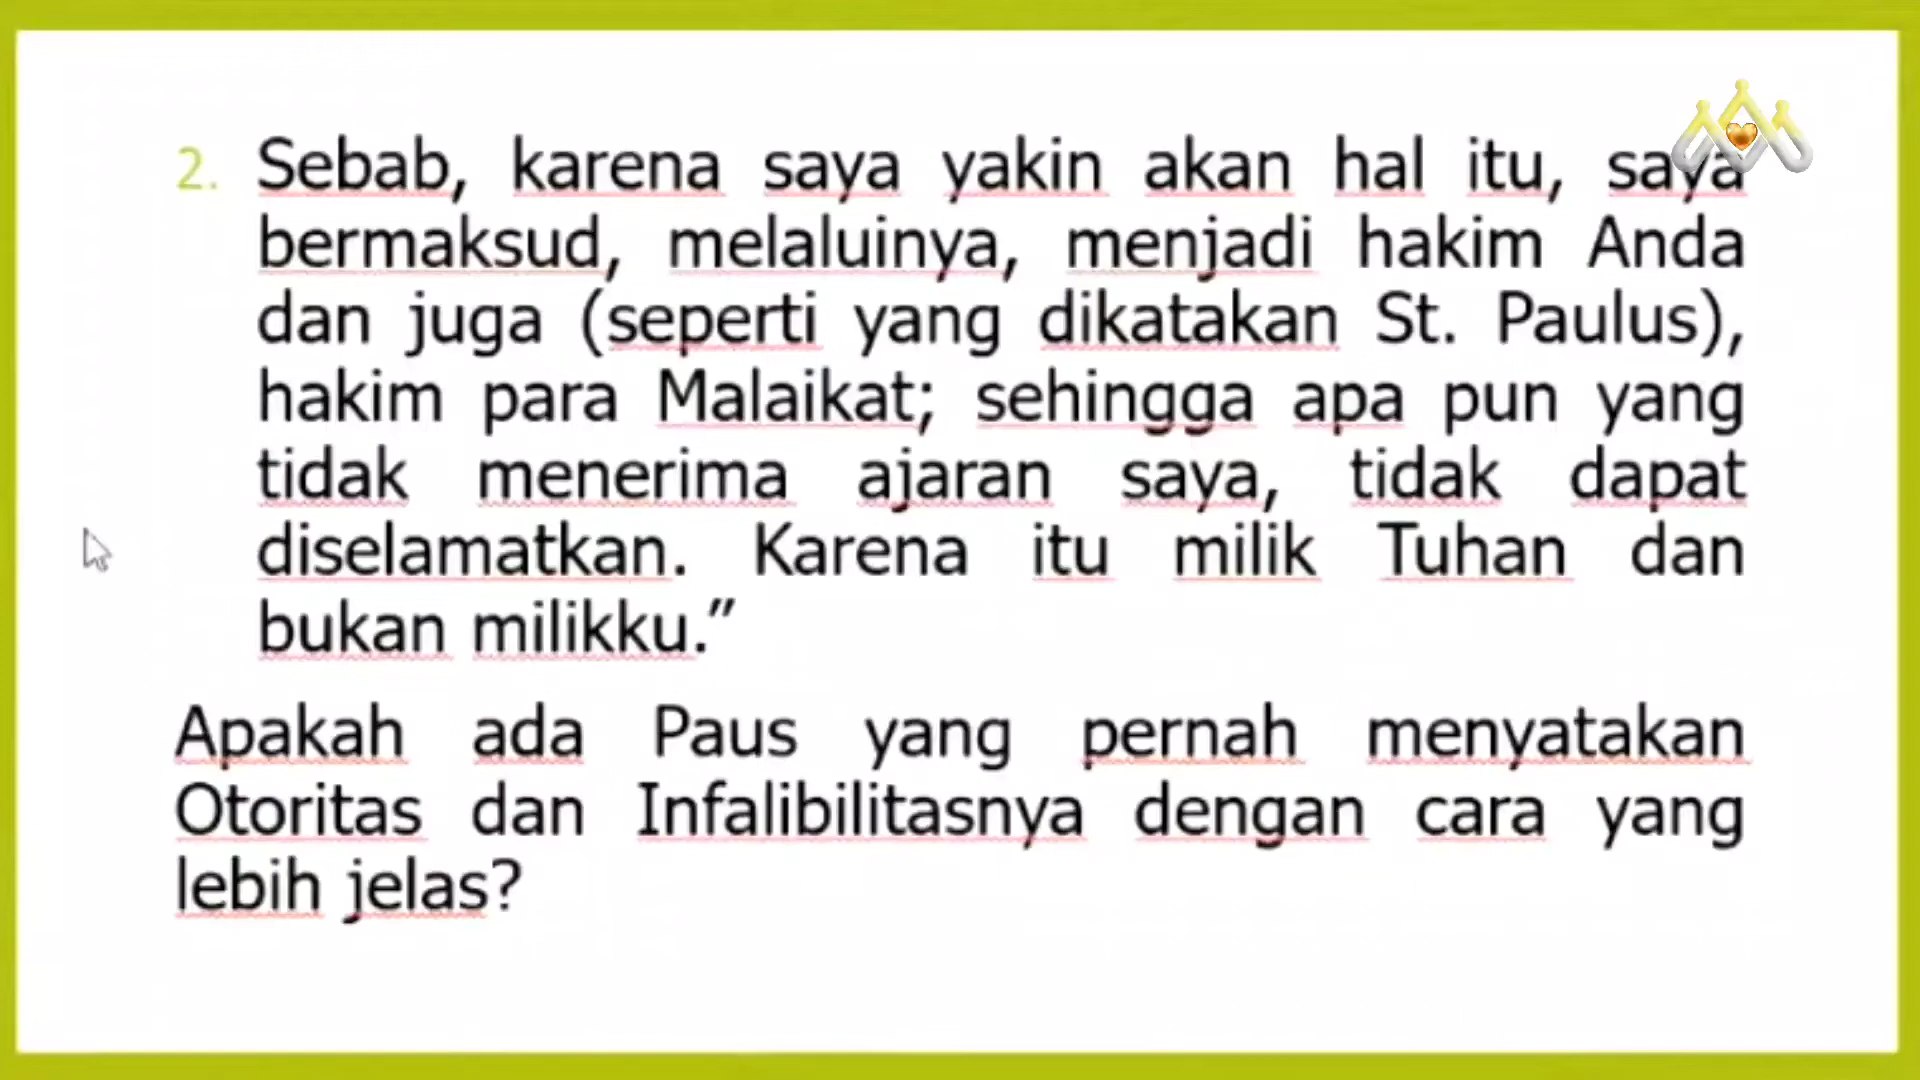 2. Sebab, karena saya yakin akan hal itu, saya
bermaksud, melaluinya, menjadi hakim Anda
dan juga (seperti yang dikatakan St. Paulus),
hakim para Malaikat; sehingga apa pun yang
tidak menerima ajaran saya, tidak dapat
diselamatkan. Karena itu milik Tuhan dan
bukan milikku.”
Apakah ada Paus yang pernah menyatakan
Otoritas dan Infalibilitasnya dengan cara yang
lebih jelas?